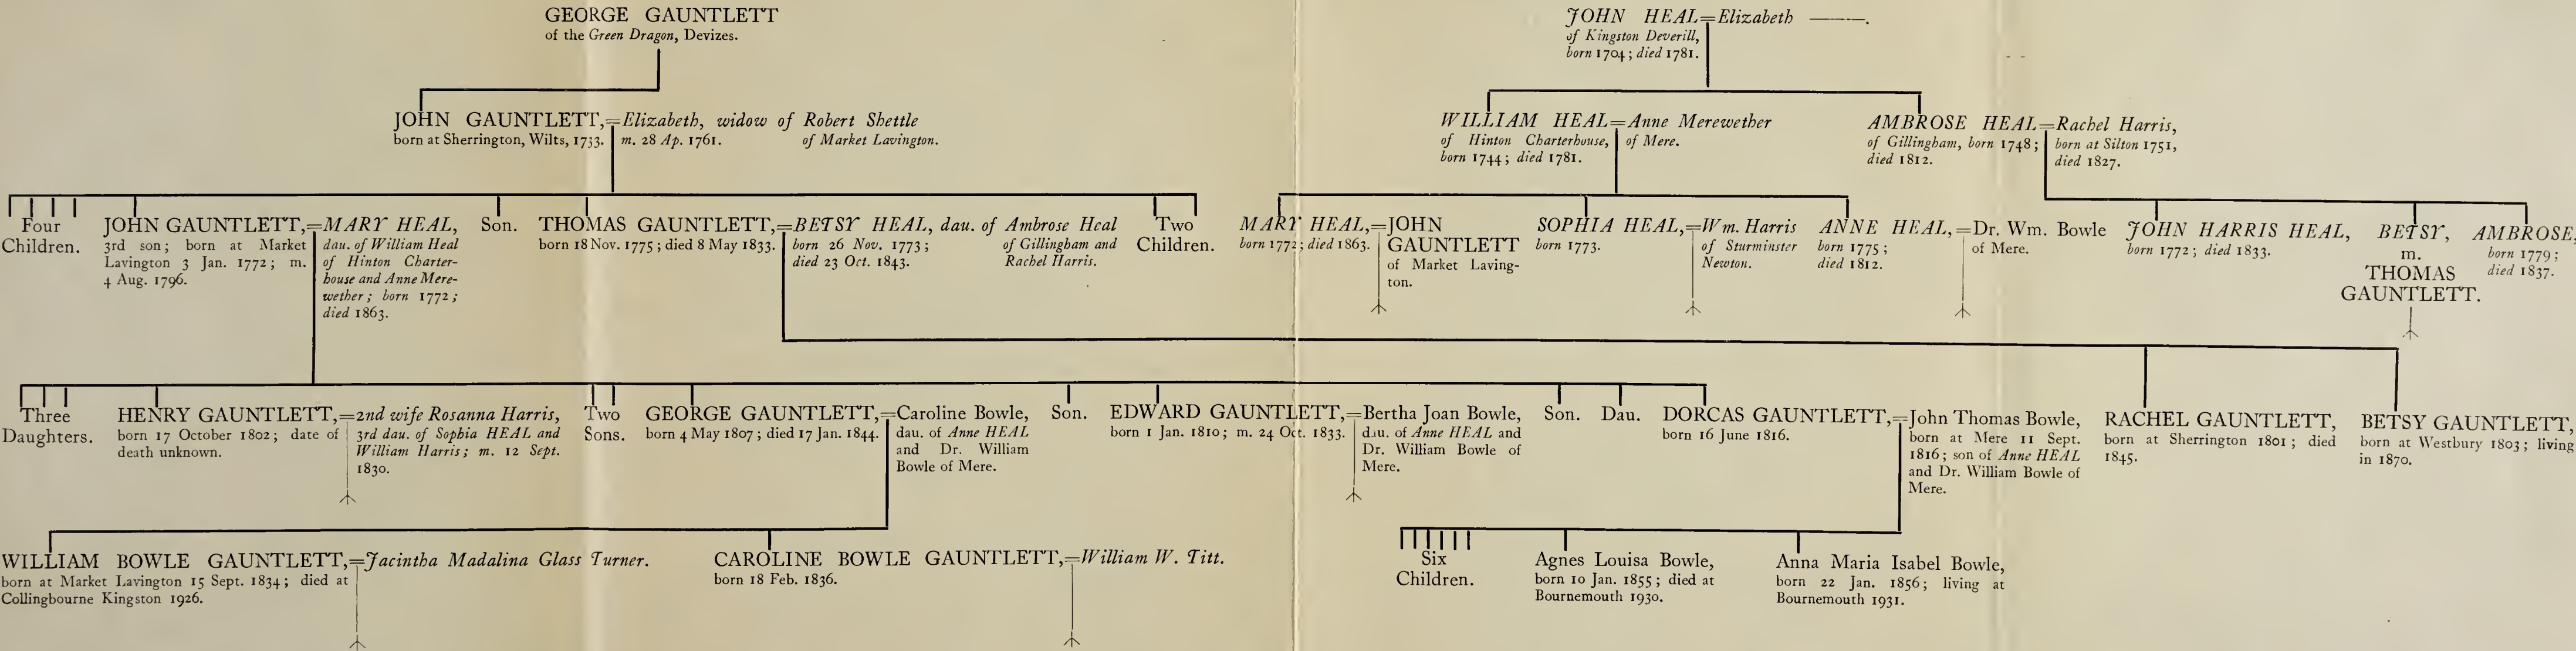 GEORGE GAUNTLETT
of the Green Dragon, Devizes.
JOHN HEAL=Elizabeth ———.
of Kingston Deverill,
born 1704; died 1781.
JOHN GAUNTLETT,=Elizabeth, widow of Robert Shettle
born at Sherrington, Wilts, 1733. m. 28 Ap. 1761. of Market Lavington.
WILLIAM HEAL=Anne Merewether
of Hinton Charterhouse, of Mere.
born 1744; died 1781.
AMBROSE HEAL=Rachel Harris,
of Gillingham, born 1748; born at Silton 1751,
died 1812. died 1827.
Four
Children.
JOHN GAUNTLETT,=MARY HEAL,
3rd son; born at Market
Lavington 3 Jan. 1772; m.
4 Aug. 1796.
dau. of William Heal
of Hinton Charter-
house and Anne Mere-
wether; born 1772;
died 1863.
Son.
THOMAS GAUNTLETT,=BETSY HEAL, dau. of Ambrose Heal
born 18 Nov. 1775; died 8 May 1833.
born 26 Nov. 1773; of Gillingham and
died 23 Oct. 1843. Rachel Harris.
Two
Children.
MARY HEAL,=JOHN
born 1772; died 1863. GAUNTLETT
of Market Laving-
ton.
SOPHIA HEAL,=Wm. Harris
born 1773. of Sturminster
Newton.
ANNE HEAL,=Dr. Wm. Bowle
born 1775; of Mere.
died 1812.
JOHN HARRIS HEAL,
born 1772; died 1833.
BETSY,
m.
THOMAS
GAUNTLETT.
AMBROSE,
born 1779;
died 1837.
Three
Daughters.
HENRY GAUNTLETT,=2nd wife Rosanna Harris,
born 17 October 1802; date of
death unknown.
3rd dau. of Sophia HEAL and
William Harris; m. 12 Sept.
1830.
Two
Sons.
GEORGE GAUNTLETT,=Caroline Bowle,
born 4 May 1807; died 17 Jan. 1844.
dau. of Anne HEAL
and Dr. William
Bowle of Mere.
Son.
EDWARD GAUNTLETT,=Bertha Joan Bowle,
born 1 Jan. 1810; m. 24 Oct. 1833.
dau. of Anne HEAL and
Dr. William Bowle of
Mere.
Son.
Dau.
DORCAS GAUNTLETT,=John Thomas Bowle,
born 16 June 1816.
born at Mere 11 Sept.
1816; son of Anne HEAL
and Dr. William Bowle of
Mere.
RACHEL GAUNTLETT,
born at Sherrington 1801; died
1845.
BETSY GAUNTLETT,
born at Westbury 1803; living
in 1870.
WILLIAM BOWLE GAUNTLETT,=Jacintha Madalina Glass Turner.
born at Market Lavington 15 Sept. 1834; died at
Collingbourne Kingston 1926.
CAROLINE BOWLE GAUNTLETT,=William W. Titt.
born 18 Feb. 1836.
Six
Children.
Agnes Louisa Bowle,
born 10 Jan. 1855; died at
Bournemouth 1930.
Anna Maria Isabel Bowle,
born 22 Jan. 1856; living at
Bournemouth 1931.